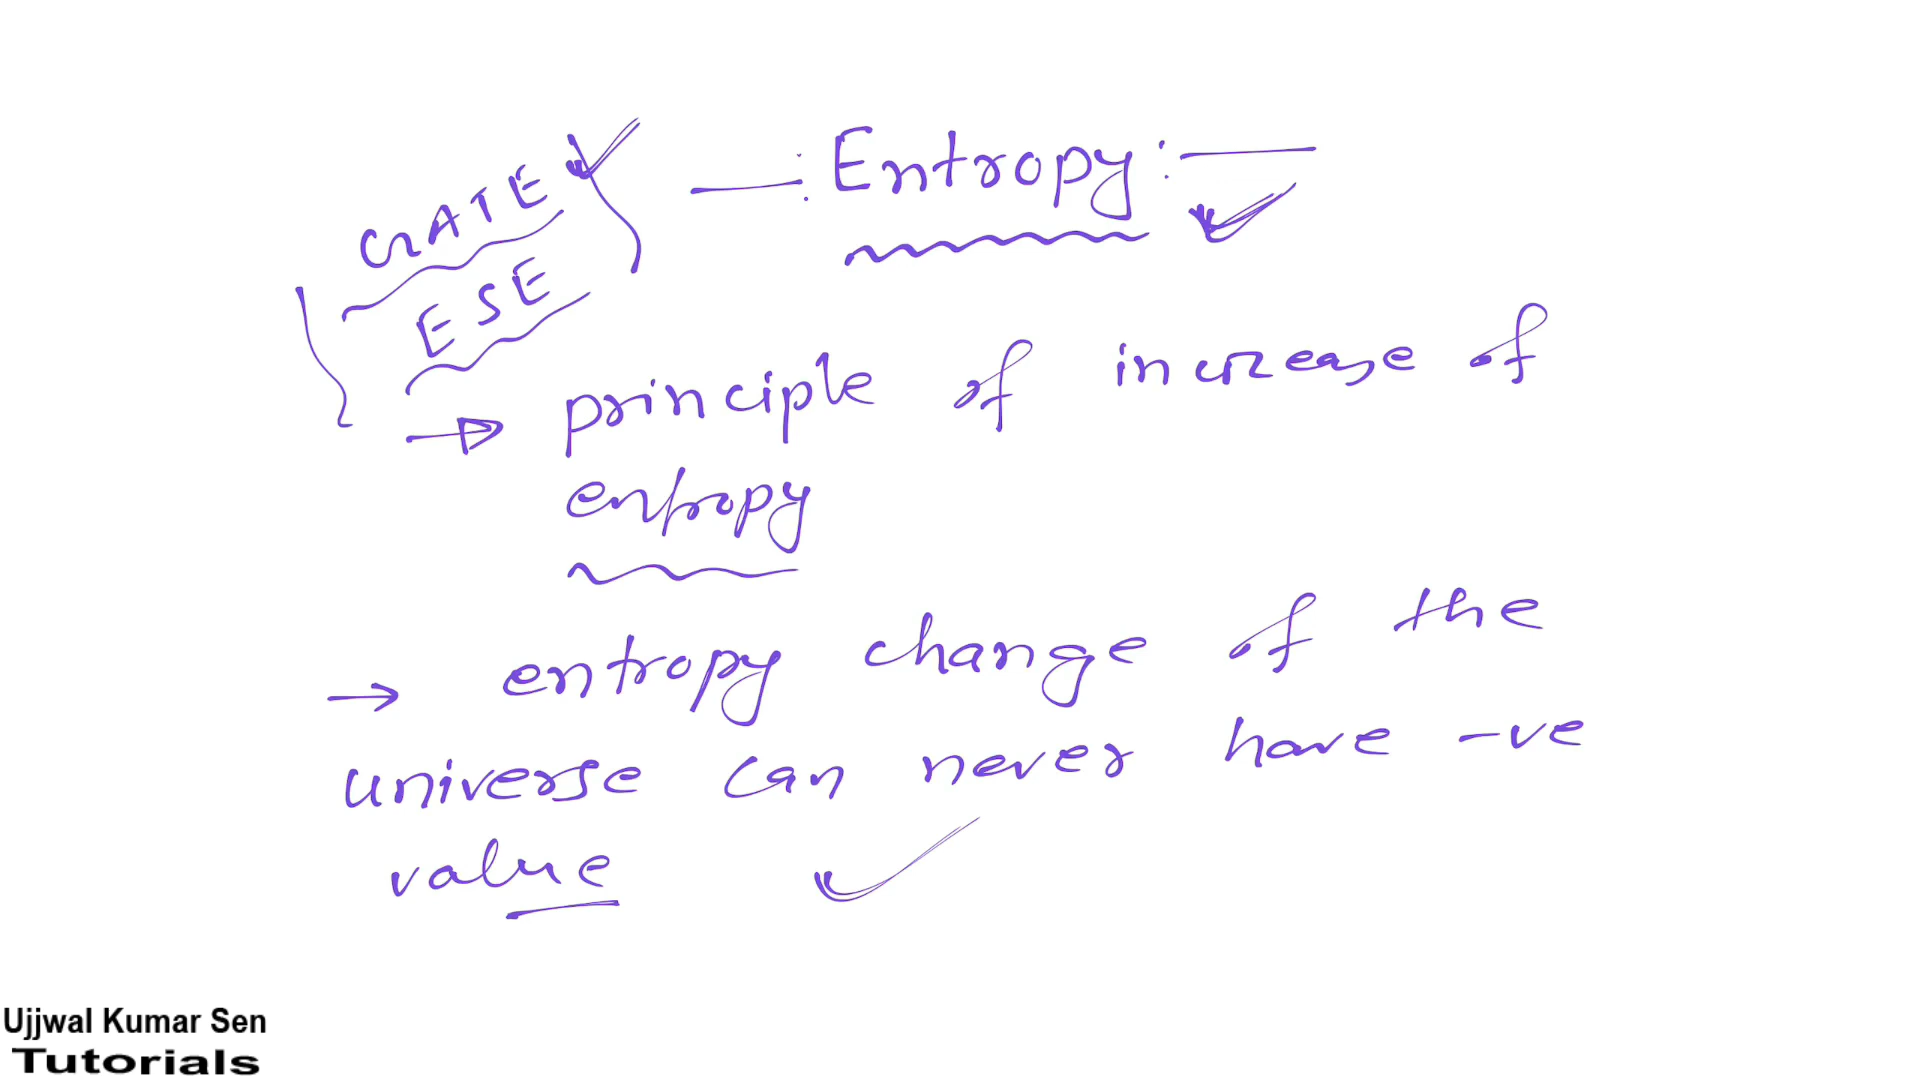 GATE
ESE
-: Entropy :-
→ principle of increase of
entropy
→ entropy change of the
universe can never have -ve
value
Ujjwal Kumar Sen
Tutorials